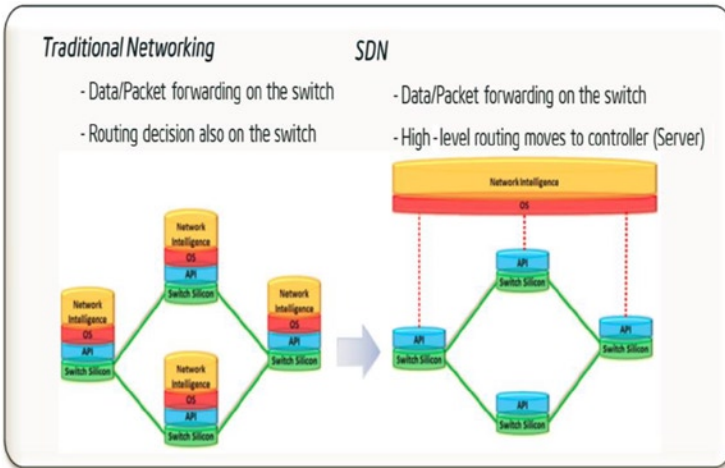 Traditional Networking
- Data/Packet forwarding on the switch
- Routing decision also on the switch
Network
Intelligence
OS
API
Switch Silicon
Network
Intelligence
OS
API
Switch Silicon
Network
Intelligence
OS
API
Switch Silicon
Network
Intelligence
OS
API
Switch Silicon
SDN
- Data/Packet forwarding on the switch
- High-level routing moves to controller (Server)
Network Intelligence
OS
API
Switch Silicon
API
Switch Silicon
API
Switch Silicon
API
Switch Silicon